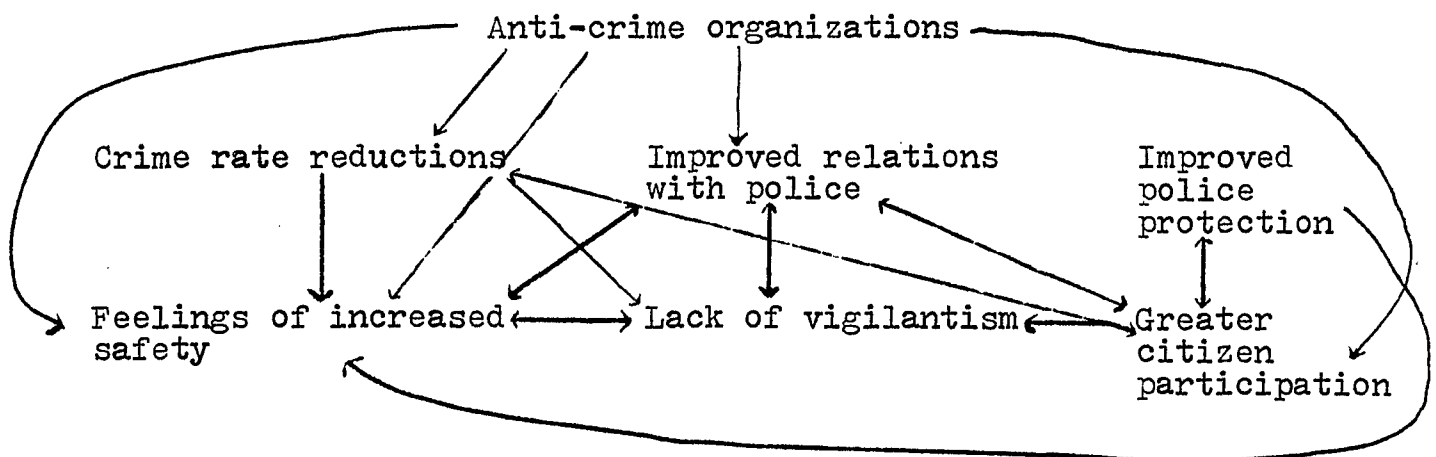 Anti-crime organizations
Crime rate reductions
Improved relations
with police
Improved
police
protection
Feelings of increased
safety
Lack of vigilantism
Greater
citizen
participation